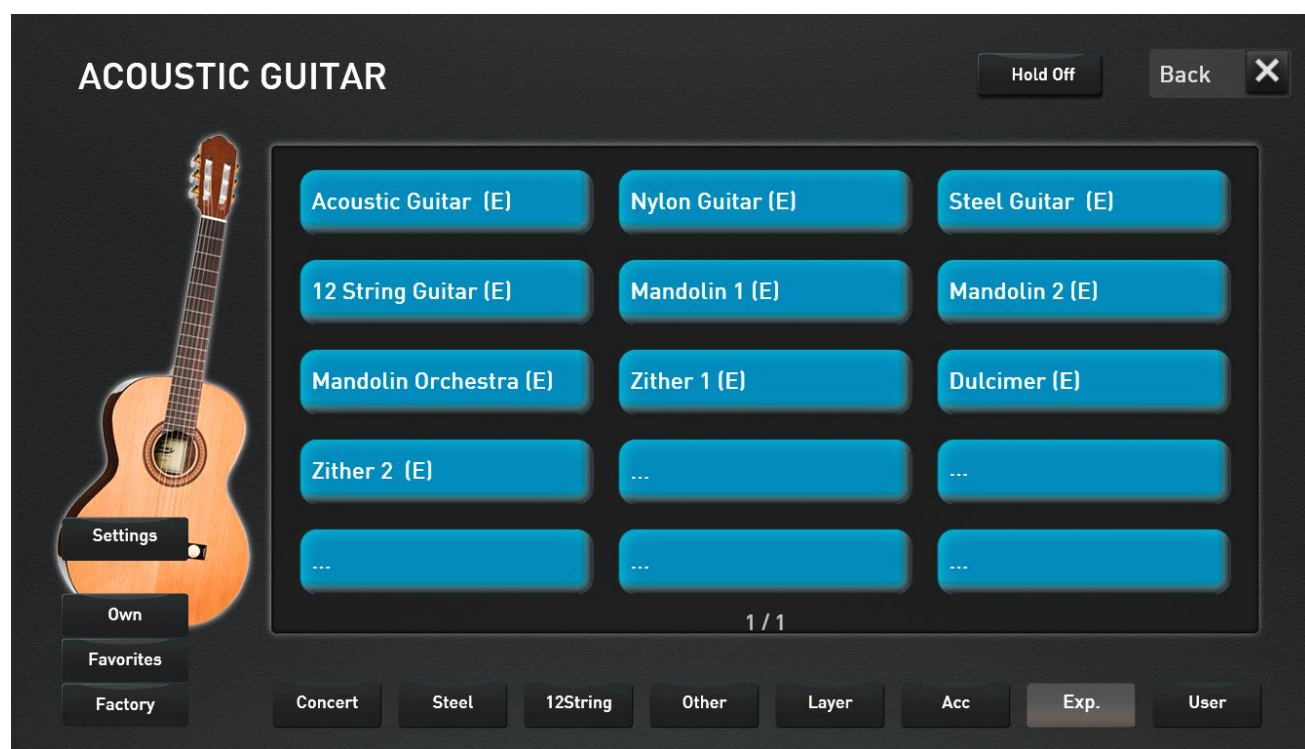 ACOUSTIC GUITAR
Hold Off
Back
Acoustic Guitar (E)
Nylon Guitar (E)
Steel Guitar (E)
12 String Guitar (E)
Mandolin 1 (E)
Mandolin 2 (E)
Mandolin Orchestra (E)
Zither 1 (E)
Dulcimer (E)
Zither 2 (E)
...
...
...
...
...
1 / 1
Settings
Own
Favorites
Factory
Concert
Steel
12String
Other
Layer
Acc
Exp.
User